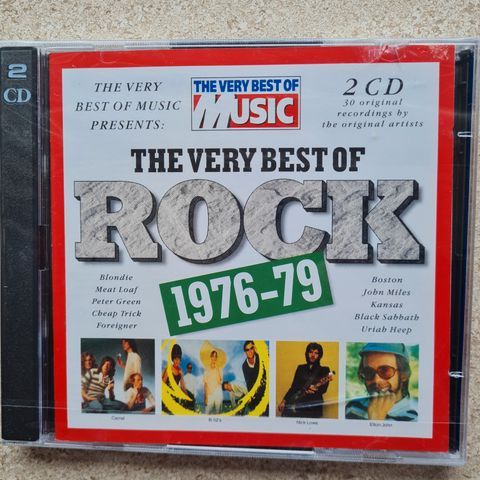 2
CD
THE VERY
BEST OF MUSIC
PRESENTS:
THE VERY BEST OF
MUSIC
2 CD
30 original
recordings by
the original artists
THE VERY BEST OF
ROCK
1976-79
Blondie
Meat Loaf
Peter Green
Cheap Trick
Foreigner
Boston
John Miles
Kansas
Black Sabbath
Uriah Heep
Camel
B-52's
Nick Lowe
Elton John